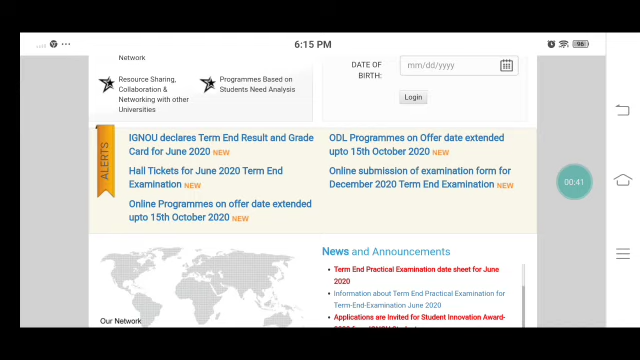 6:15 PM
96
Network
Resource Sharing,
Collaboration &
Networking with other
Universities
Programmes Based on
Students Need Analysis
DATE OF
BIRTH:
mm/dd/yyyy
Login
ALERTS
IGNOU declares Term End Result and Grade
Card for June 2020 NEW
Hall Tickets for June 2020 Term End
Examination NEW
Online Programmes on offer date extended
upto 15th October 2020 NEW
ODL Programmes on Offer date extended
upto 15th October 2020 NEW
Online submission of examination form for
December 2020 Term End Examination NEW
00:41
Our Network
News and Announcements
Term End Practical Examination date sheet for June
2020
Information about Term End Practical Examination for
Term-End-Examination June 2020
Applications are Invited for Student Innovation Award-